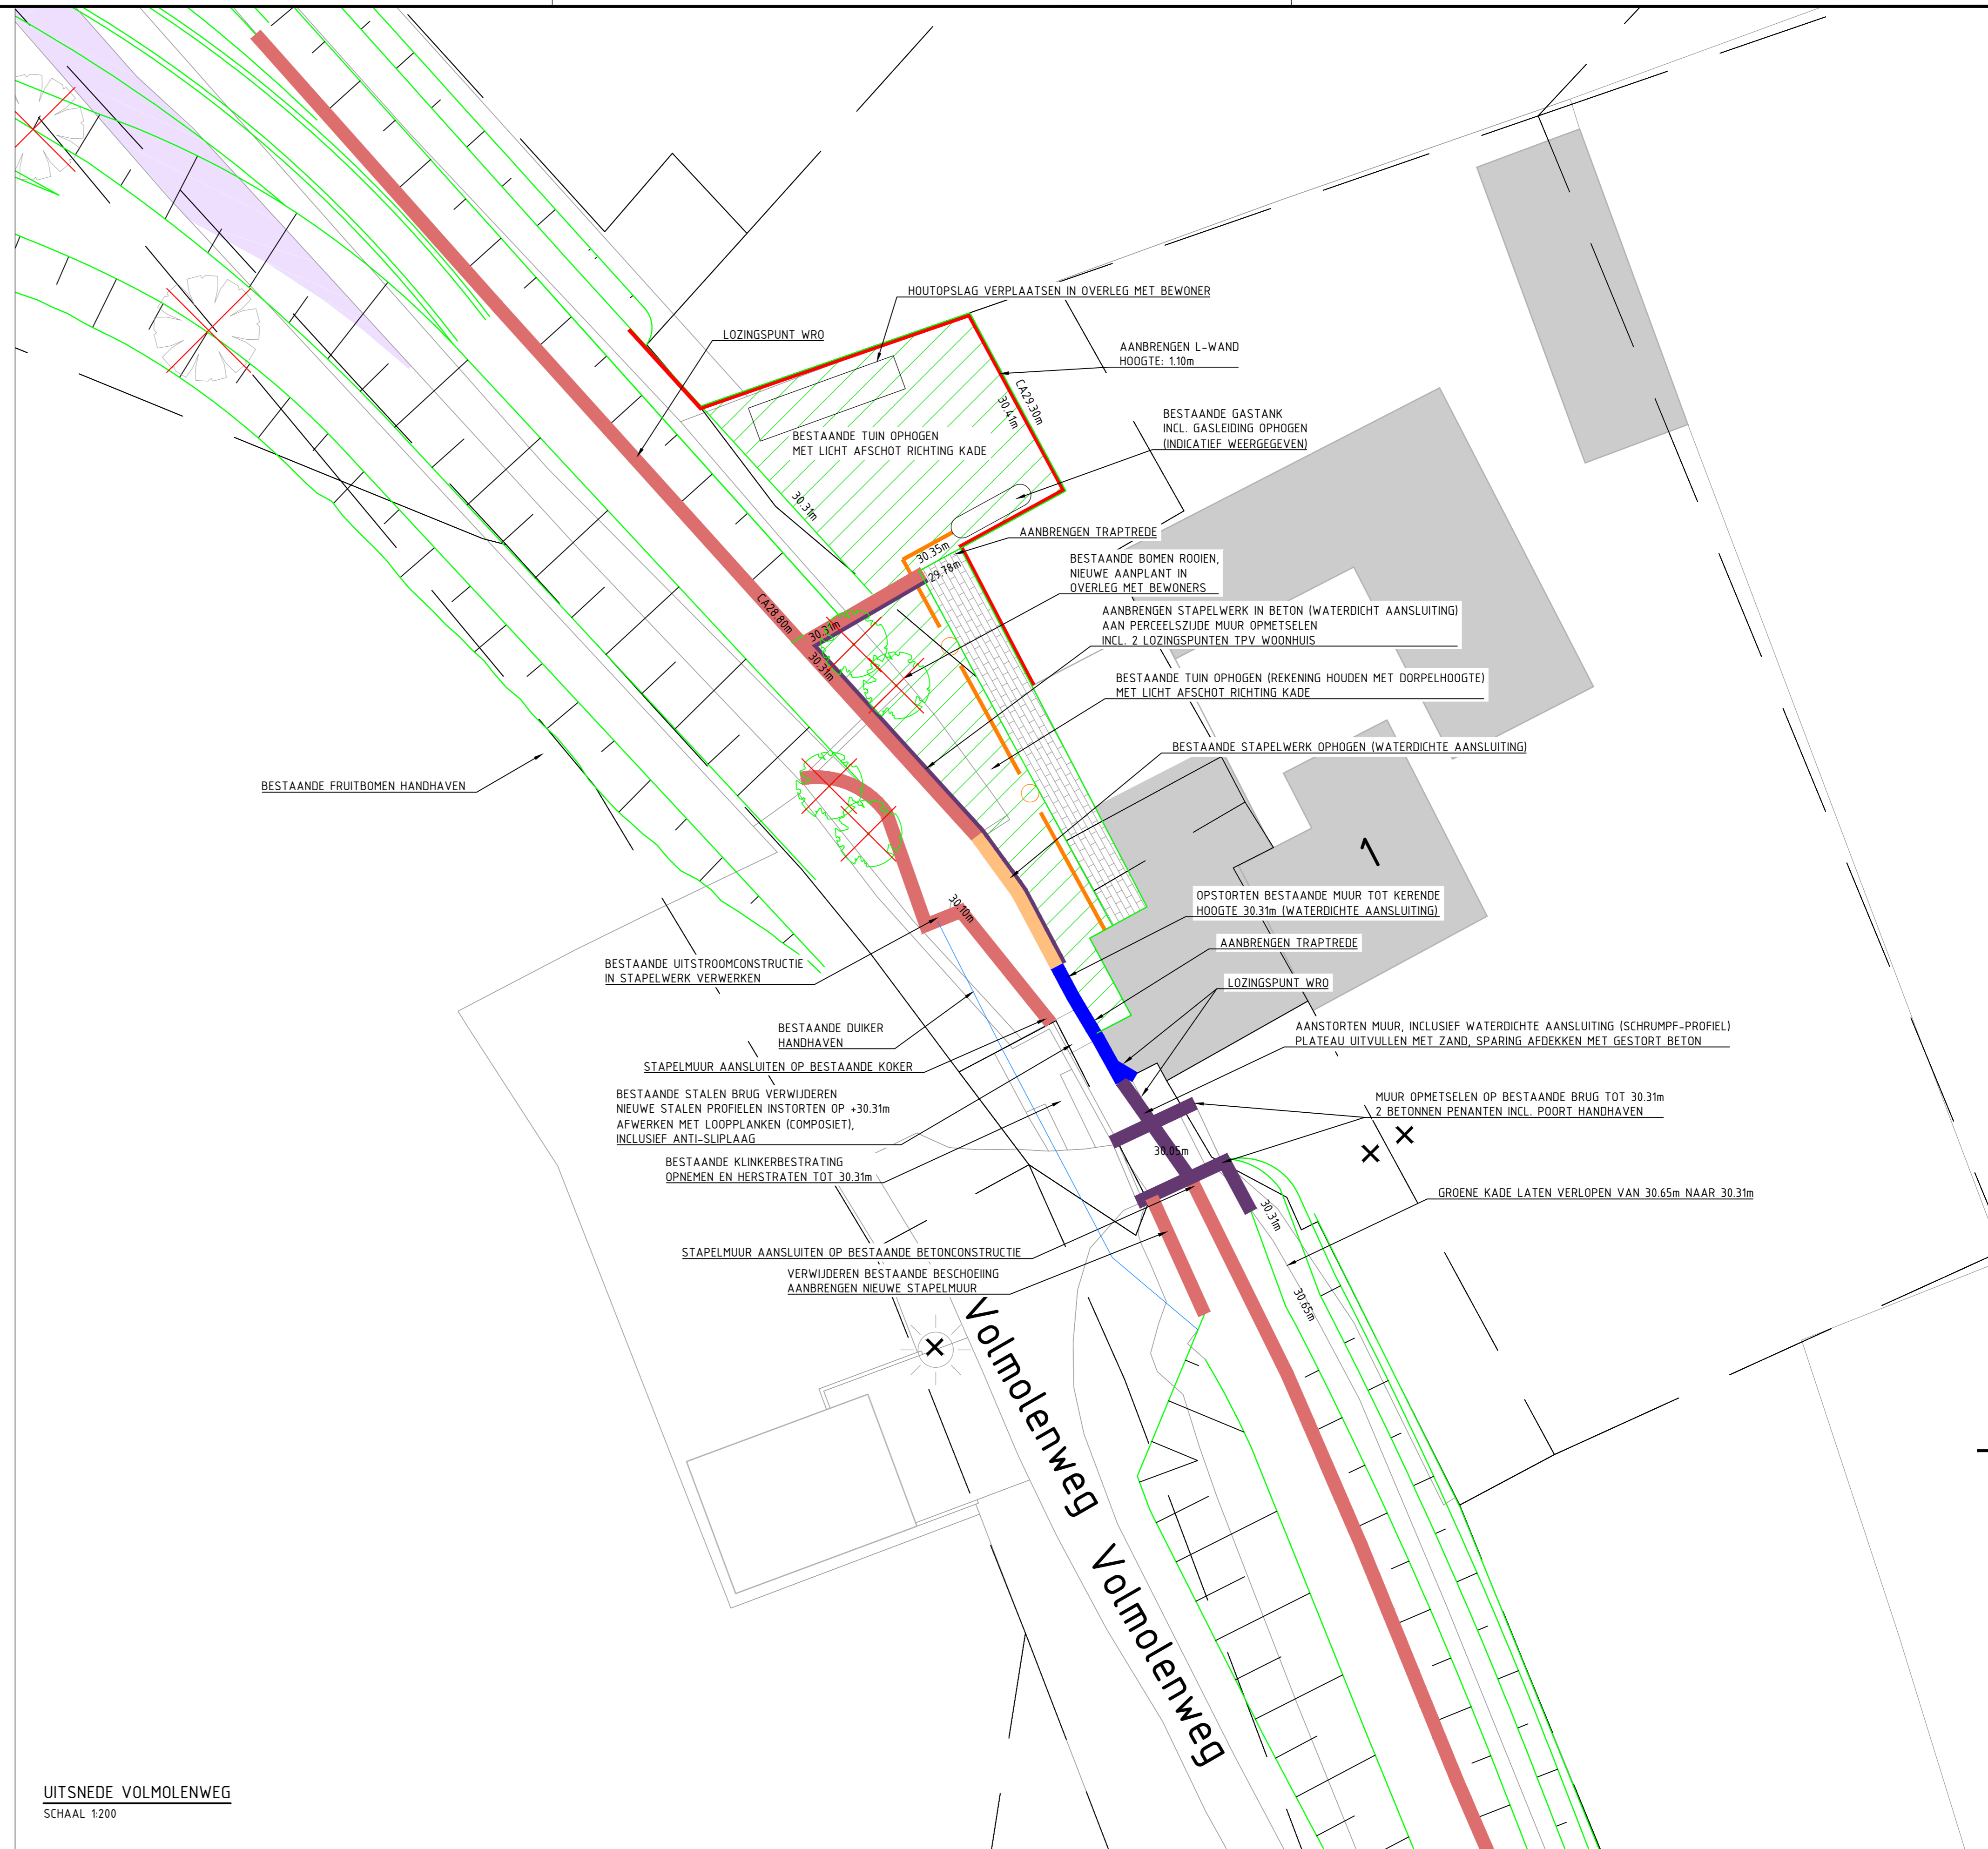 HOUTOPSLAG VERPLAATSEN IN OVERLEG MET BEWONER
LOZINGSPUNT WRO
AANBRENGEN L-WAND
HOOGTE: 1.10m
CA29.30m
30.41m
BESTAANDE GASTANK
INCL. GASLEIDING OPHOGEN
(INDICATIEF WEERGEGEVEN)
BESTAANDE TUIN OPHOGEN
MET LICHT AFSCHOT RICHTING KADE
30.31m
AANBRENGEN TRAPTREDE
30.35m
+29.78m
BESTAANDE BOMEN ROOIEN,
NIEUWE AANPLANT IN
OVERLEG MET BEWONERS
CA28.80m
30.31m
30.31m
AANBRENGEN STAPELWERK IN BETON (WATERDICHT AANSLUITING)
AAN PERCEELSZIJDE MUUR OPMETSELEN
INCL. 2 LOZINGSPUNTEN TPV WOONHUIS
BESTAANDE TUIN OPHOGEN (REKENING HOUDEN MET DORPELHOOGTE)
MET LICHT AFSCHOT RICHTING KADE
BESTAANDE STAPELWERK OPHOGEN (WATERDICHTE AANSLUITING)
BESTAANDE FRUITBOMEN HANDHAVEN
1
OPSTORTEN BESTAANDE MUUR TOT KERENDE
HOOGTE 30.31m (WATERDICHTE AANSLUITING)
30.10m
AANBRENGEN TRAPTREDE
BESTAANDE UITSTROOMCONSTRUCTIE
IN STAPELWERK VERWERKEN
LOZINGSPUNT WRO
BESTAANDE DUIKER
HANDHAVEN
AANSTORTEN MUUR, INCLUSIEF WATERDICHTE AANSLUITING (SCHRUMPF-PROFIEL)
PLATEAU UITVULLEN MET ZAND, SPARING AFDEKKEN MET GESTORT BETON
STAPELMUUR AANSLUITEN OP BESTAANDE KOKER
BESTAANDE STALEN BRUG VERWIJDEREN
NIEUWE STALEN PROFIELEN INSTORTEN OP +30.31m
AFWERKEN MET LOOPPLANKEN (COMPOSIET),
INCLUSIEF ANTI-SLIPLAAG
MUUR OPMETSELEN OP BESTAANDE BRUG TOT 30.31m
2 BETONNEN PENANTEN INCL. POORT HANDHAVEN
30.05m
BESTAANDE KLINKERBESTRATING
OPNEMEN EN HERSTRATEN TOT 30.31m
GROENE KADE LATEN VERLOPEN VAN 30.65m NAAR 30.31m
30.31m
STAPELMUUR AANSLUITEN OP BESTAANDE BETONCONSTRUCTIE
VERWIJDEREN BESTAANDE BESCHOEIING
AANBRENGEN NIEUWE STAPELMUUR
30.65m
Volmolenweg
Volmolenweg
UITSNEDE VOLMOLENWEG
SCHAAL 1:200